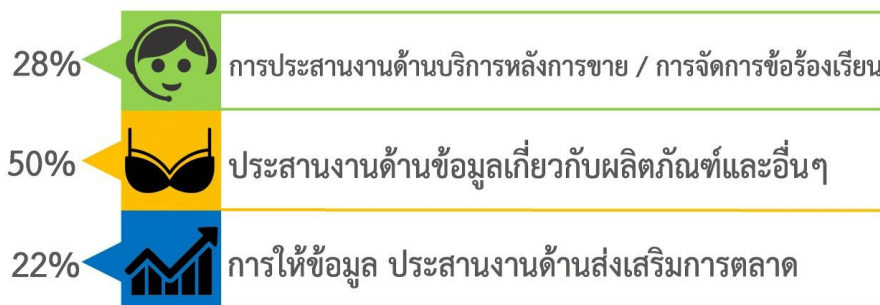 28% การประสานงานด้านบริการหลังการขาย / การจัดการข้อร้องเรียน
50% ประสานงานด้านข้อมูลเกี่ยวกับผลิตภัณฑ์และอื่นๆ
22% การให้ข้อมูล ประสานงานด้านส่งเสริมการตลาด